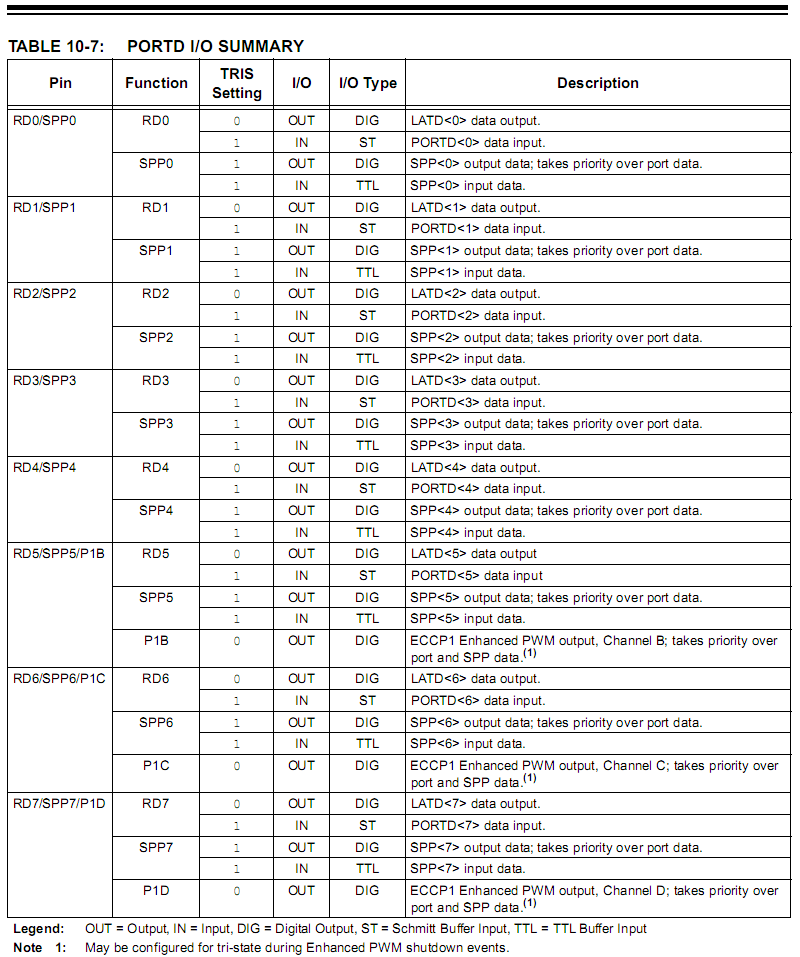 TABLE 10-7: PORTD I/O SUMMARY
Pin Function TRIS Setting I/O I/O Type Description
RD0/SPP0 RD0 0 OUT DIG LATD<0> data output.
1 IN ST PORTD<0> data input.
SPP0 1 OUT DIG SPP<0> output data; takes priority over port data.
1 IN TTL SPP<0> input data.
RD1/SPP1 RD1 0 OUT DIG LATD<1> data output.
1 IN ST PORTD<1> data input.
SPP1 1 OUT DIG SPP<1> output data; takes priority over port data.
1 IN TTL SPP<1> input data.
RD2/SPP2 RD2 0 OUT DIG LATD<2> data output.
1 IN ST PORTD<2> data input.
SPP2 1 OUT DIG SPP<2> output data; takes priority over port data.
1 IN TTL SPP<2> input data.
RD3/SPP3 RD3 0 OUT DIG LATD<3> data output.
1 IN ST PORTD<3> data input.
SPP3 1 OUT DIG SPP<3> output data; takes priority over port data.
1 IN TTL SPP<3> input data.
RD4/SPP4 RD4 0 OUT DIG LATD<4> data output.
1 IN ST PORTD<4> data input.
SPP4 1 OUT DIG SPP<4> output data; takes priority over port data.
1 IN TTL SPP<4> input data.
RD5/SPP5/P1B RD5 0 OUT DIG LATD<5> data output
1 IN ST PORTD<5> data input
SPP5 1 OUT DIG SPP<5> output data; takes priority over port data.
1 IN TTL SPP<5> input data.
P1B 0 OUT DIG ECCP1 Enhanced PWM output, Channel B; takes priority over
port and SPP data.(1)
RD6/SPP6/P1C RD6 0 OUT DIG LATD<6> data output.
1 IN ST PORTD<6> data input.
SPP6 1 OUT DIG SPP<6> output data; takes priority over port data.
1 IN TTL SPP<6> input data.
P1C 0 OUT DIG ECCP1 Enhanced PWM output, Channel C; takes priority over
port and SPP data.(1)
RD7/SPP7/P1D RD7 0 OUT DIG LATD<7> data output.
1 IN ST PORTD<7> data input.
SPP7 1 OUT DIG SPP<7> output data; takes priority over port data.
1 IN TTL SPP<7> input data.
P1D 0 OUT DIG ECCP1 Enhanced PWM output, Channel D; takes priority over
port and SPP data.(1)
Legend: OUT = Output, IN = Input, DIG = Digital Output, ST = Schmitt Buffer Input, TTL = TTL Buffer Input
Note 1: May be configured for tri-state during Enhanced PWM shutdown events.